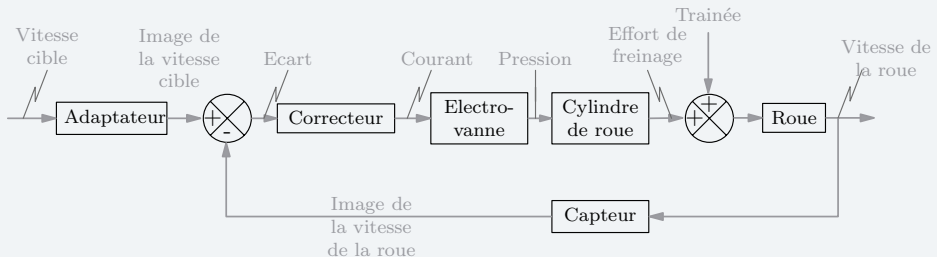 Vitesse
cible
Adaptateur
Image de
la vitesse
cible
+
-
Ecart
Correcteur
Courant
Electro-
vanne
Pression
Cylindre
de roue
Effort de
freinage
Trainée
+
+
Roue
Vitesse de
la roue
Capteur
Image de
la vitesse
de la roue